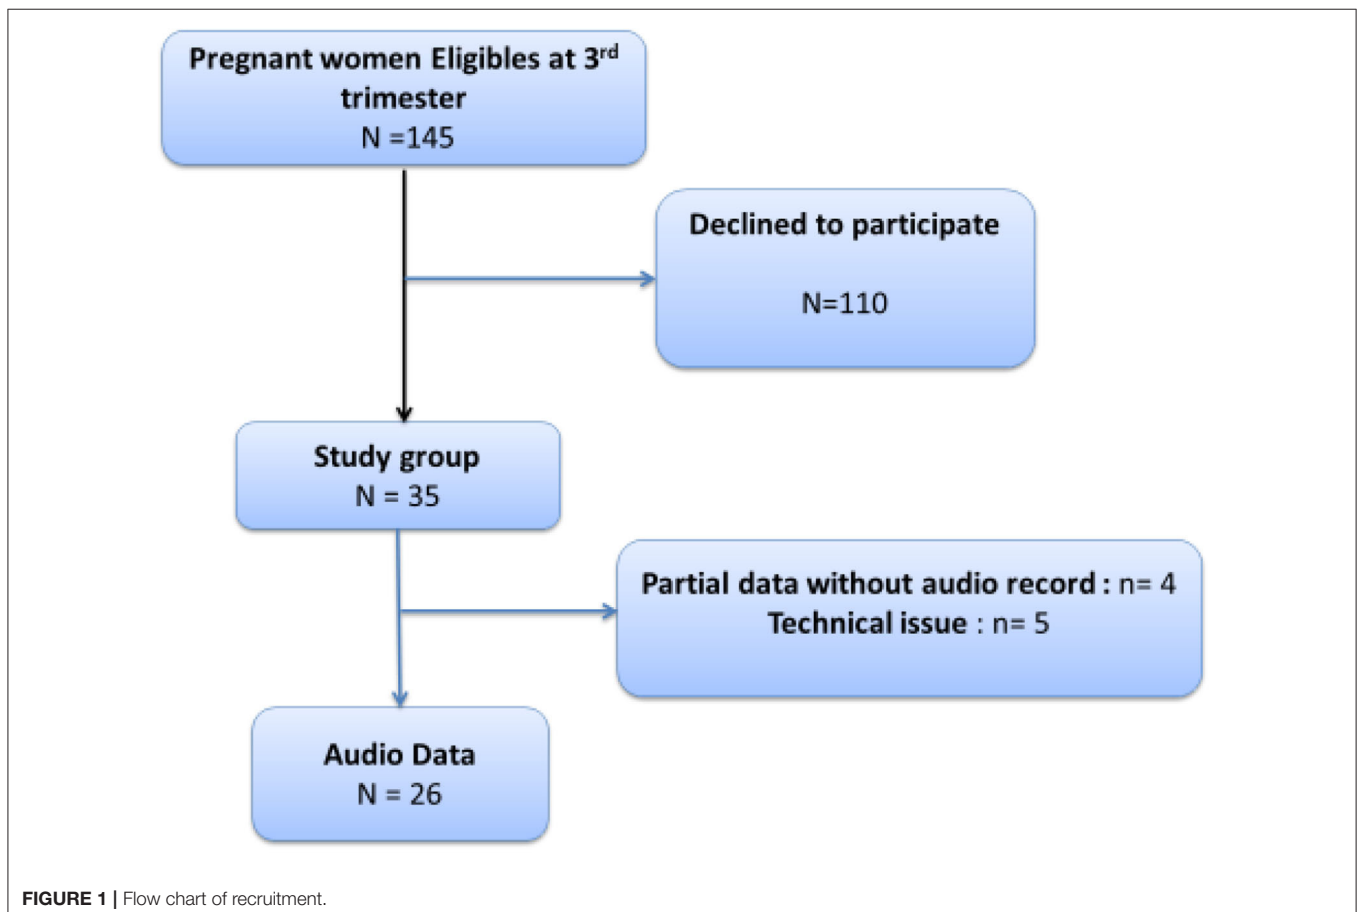 Pregnant women Eligibles at 3rd
trimester
N =145
Declined to participate
N=110
Study group
N = 35
Partial data without audio record : n= 4
Technical issue : n= 5
Audio Data
N = 26
FIGURE 1 | Flow chart of recruitment.